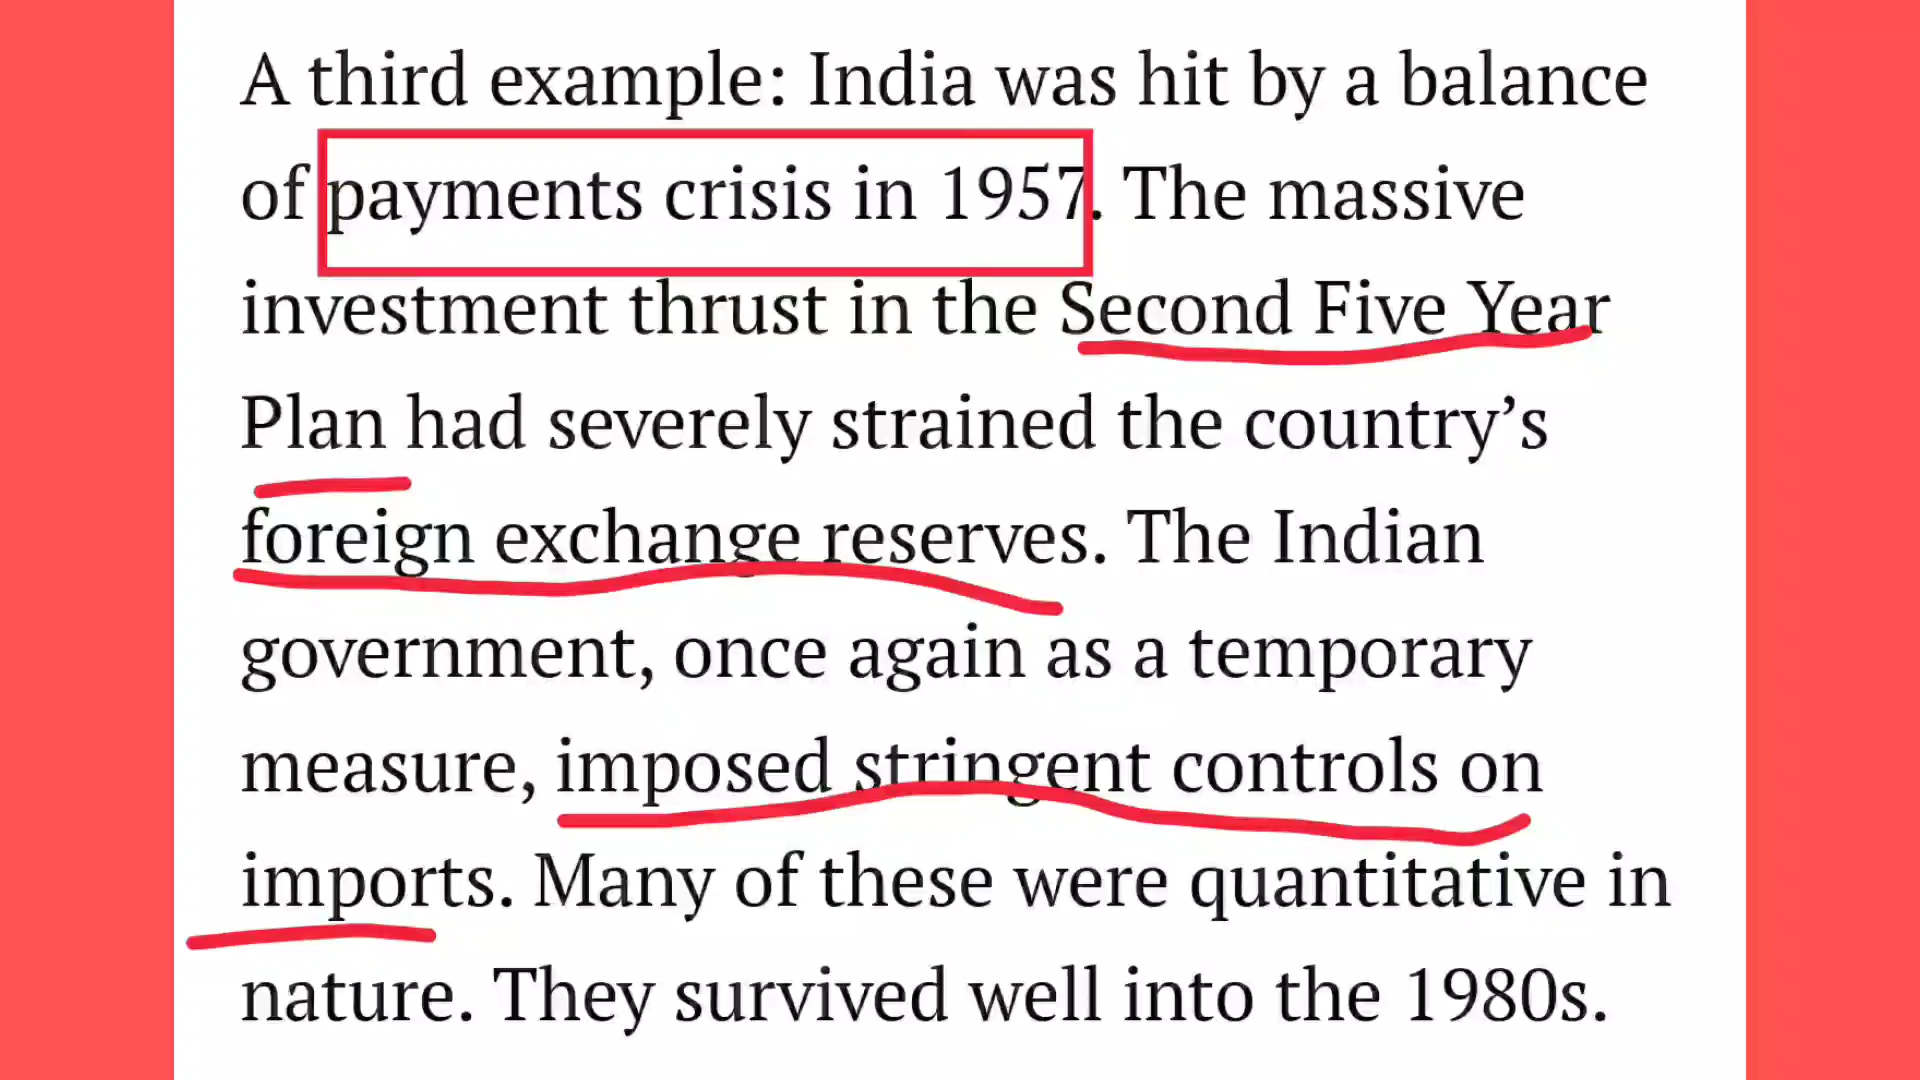 A third example: India was hit by a balance
of payments crisis in 1957. The massive
investment thrust in the Second Five Year
Plan had severely strained the country’s
foreign exchange reserves. The Indian
government, once again as a temporary
measure, imposed stringent controls on
imports. Many of these were quantitative in
nature. They survived well into the 1980s.